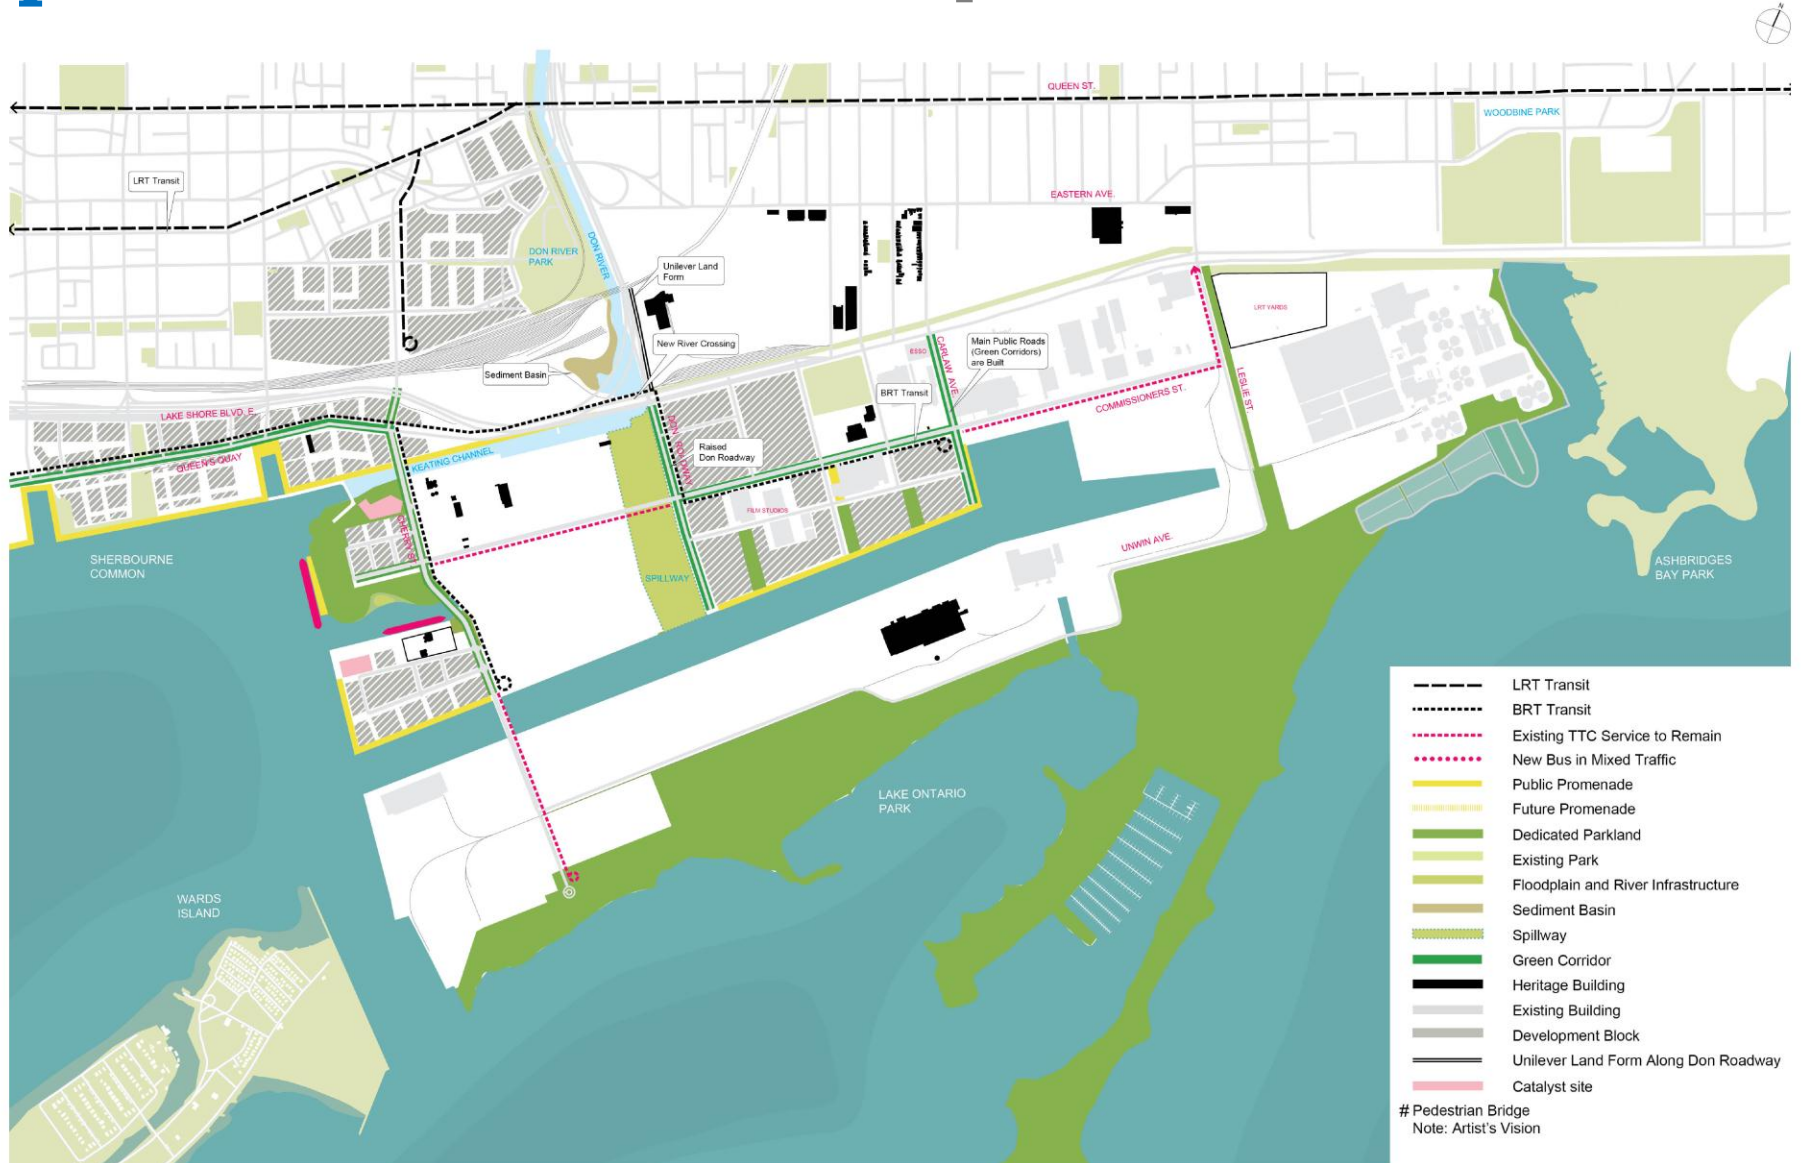 N
QUEEN ST.
WOODBINE PARK
LRT Transit
EASTERN AVE.
DON RIVER
PARK
DON RIVER
Unilever Land
Form
LRT YARDS
New River Crossing
Sediment Basin
ESSO
CARLAW AVE.
Main Public Roads
(Green Corridors)
are Built
BRT Transit
LESLIE ST.
COMMISSIONERS ST.
LAKE SHORE BLVD. E.
QUEEN'S QUAY
KEATING CHANNEL
DON ROADWAY
Raised
Don Roadway
FILM STUDIOS
CHERRY ST.
SPILLWAY
UNWIN AVE.
SHERBOURNE
COMMON
ASHBRIDGES
BAY PARK
LAKE ONTARIO
PARK
WARDS
ISLAND
LRT Transit
BRT Transit
Existing TTC Service to Remain
New Bus in Mixed Traffic
Public Promenade
Future Promenade
Dedicated Parkland
Existing Park
Floodplain and River Infrastructure
Sediment Basin
Spillway
Green Corridor
Heritage Building
Existing Building
Development Block
Unilever Land Form Along Don Roadway
Catalyst site
# Pedestrian Bridge
Note: Artist's Vision